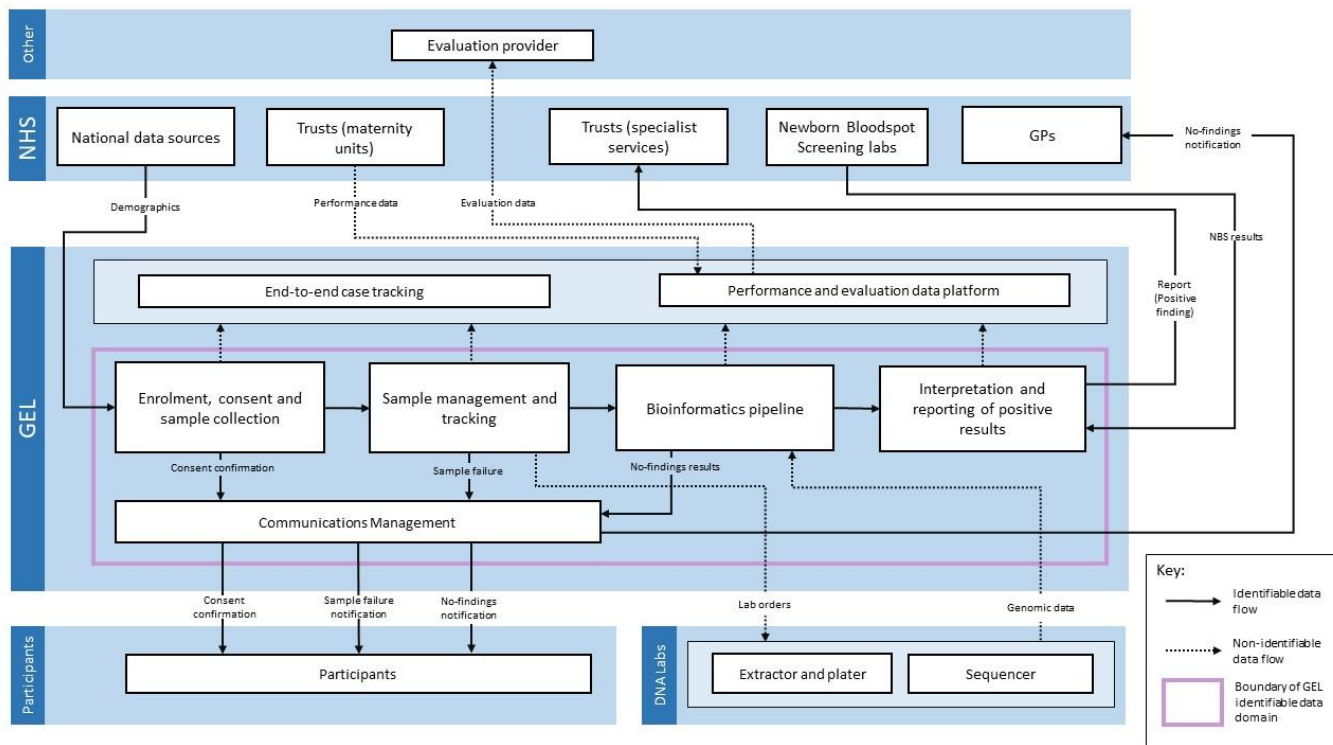 Other
Evaluation provider
NHS
National data sources
Trusts (maternity
units)
Trusts (specialist
services)
Newborn Bloodspot
Screening labs
GPs
No-findings
notification
Demographics
Performance data
Evaluation data
NBS results
Report
(Positive
finding)
GEL
End-to-end case tracking
Performance and evaluation data platform
Enrolment, consent and
sample collection
Sample management and
tracking
Bioinformatics pipeline
Interpretation and
reporting of positive
results
Consent confirmation
Sample failure
No-findings results
Communications Management
Consent
confirmation
Sample failure
notification
No-findings
notification
Lab orders
Genomic data
Participants
Participants
DNA Labs
Extractor and plater
Sequencer
Key:
Identifiable data
flow
Non-identifiable
data flow
Boundary of GEL
identifiable data
domain